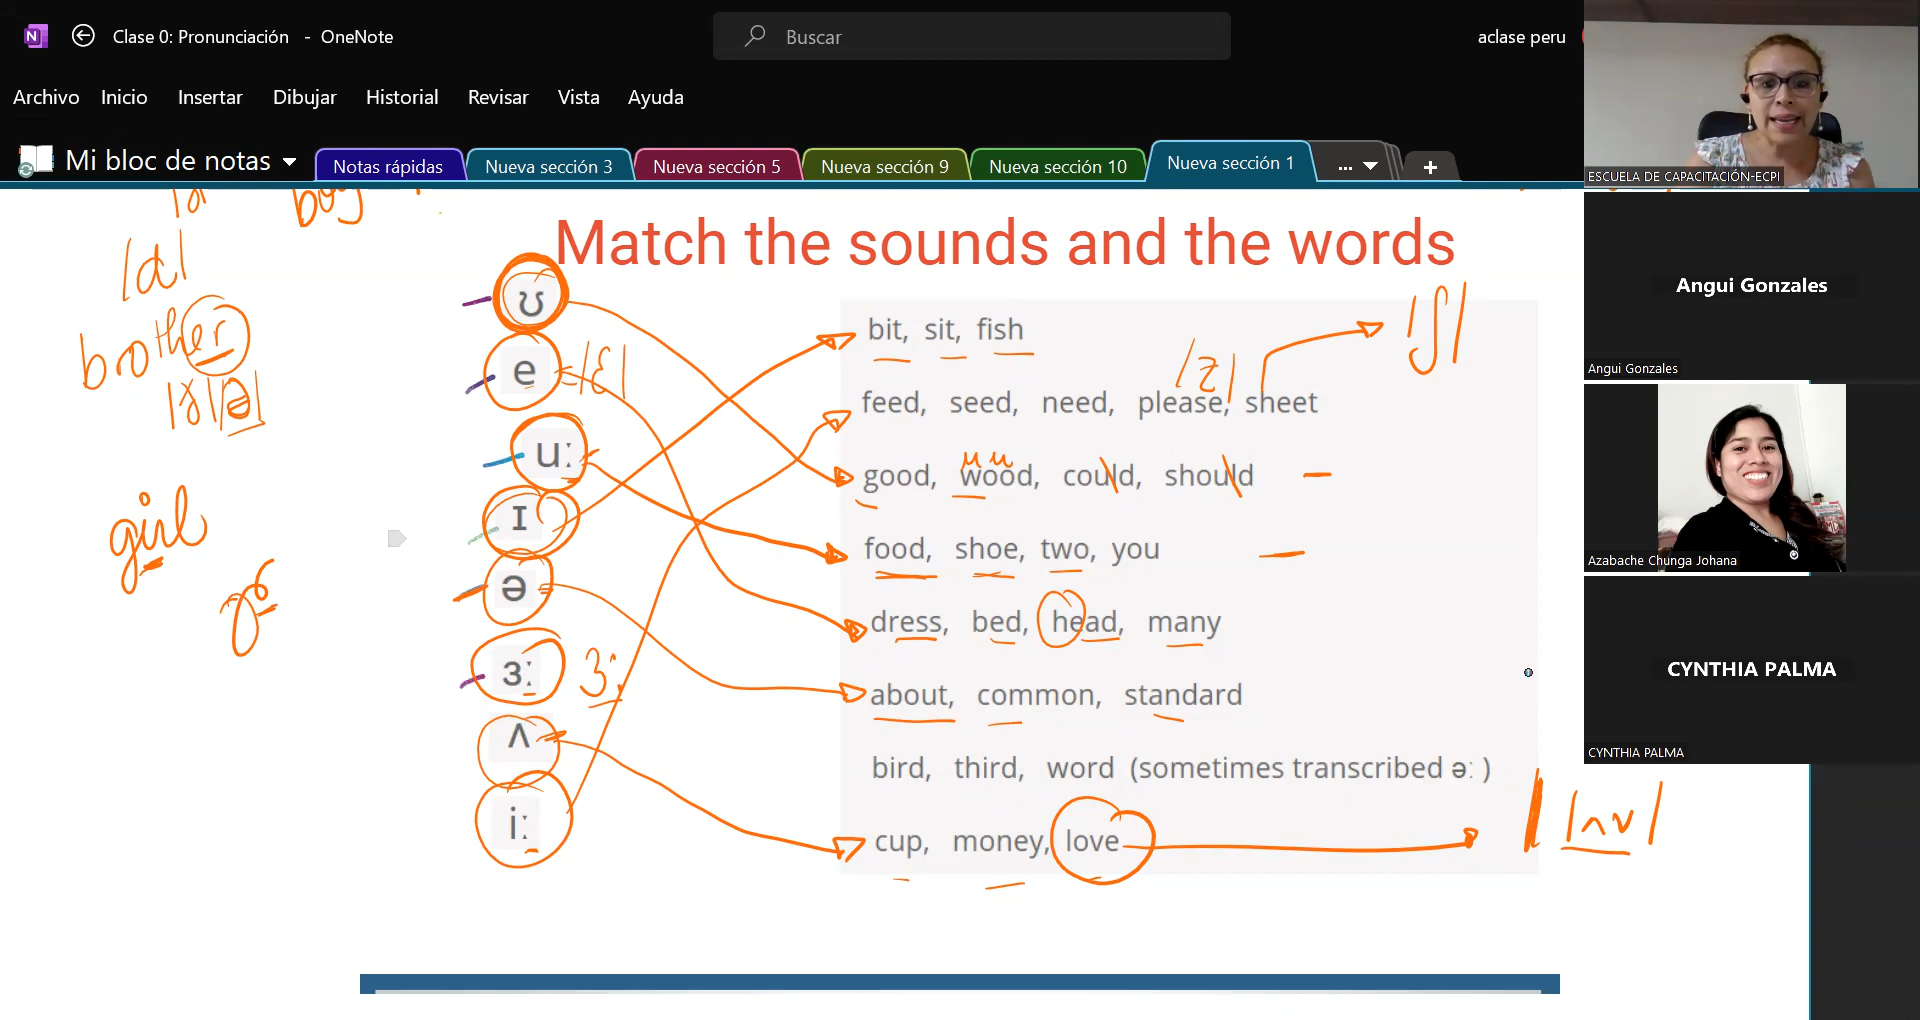 Clase 0: Pronunciación - OneNote
Buscar
aclase peru
Archivo Inicio Insertar Dibujar Historial Revisar Vista Ayuda
Mi bloc de notas
Notas rápidas
Nueva sección 3
Nueva sección 5
Nueva sección 9
Nueva sección 10
Nueva sección 1
...
+
ESCUELA DE CAPACITACIÓN-ECPI
Angui Gonzales
Angui Gonzales
Azabache Chunga Johana
CYNTHIA PALMA
CYNTHIA PALMA
boy
Match the sounds and the words
ʊ
e /ɛ/
uː
ɪ
ə
ɜː 3:
ʌ
iː
bit, sit, fish
/z/ /ʃ/
feed, seed, need, please, sheet
good, wood, could, should
food, shoe, two, you
dress, bed, head, many
about, common, standard
bird, third, word (sometimes transcribed əː )
cup, money, love
/lʌv/
brother
girl